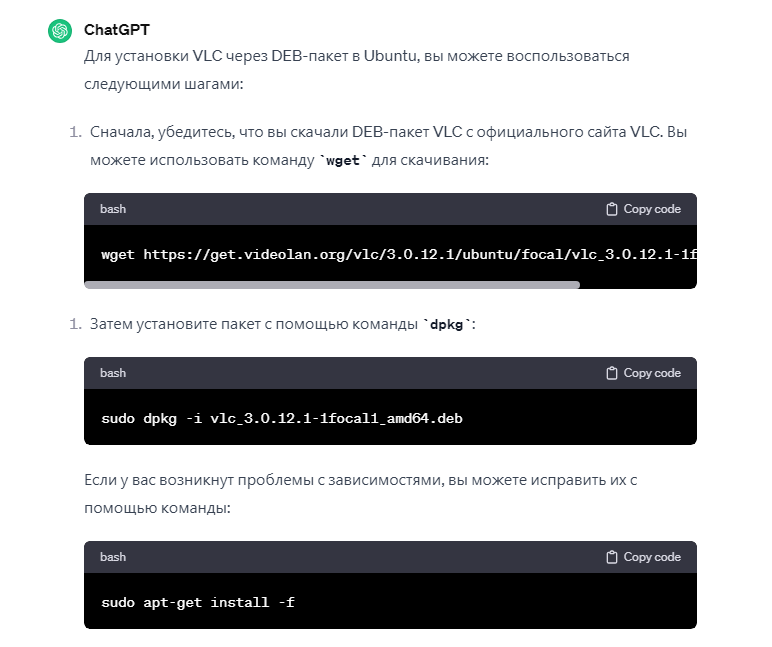 ChatGPT
Для установки VLC через DEB-пакет в Ubuntu, вы можете воспользоваться
следующими шагами:
1. Сначала, убедитесь, что вы скачали DEB-пакет VLC с официального сайта VLC. Вы
можете использовать команду `wget` для скачивания:
bash Copy code
wget https://get.videolan.org/vlc/3.0.12.1/ubuntu/focal/vlc_3.0.12.1-1f
1. Затем установите пакет с помощью команды `dpkg`:
bash Copy code
sudo dpkg -i vlc_3.0.12.1-1focal1_amd64.deb
Если у вас возникнут проблемы с зависимостями, вы можете исправить их с
помощью команды:
bash Copy code
sudo apt-get install -f